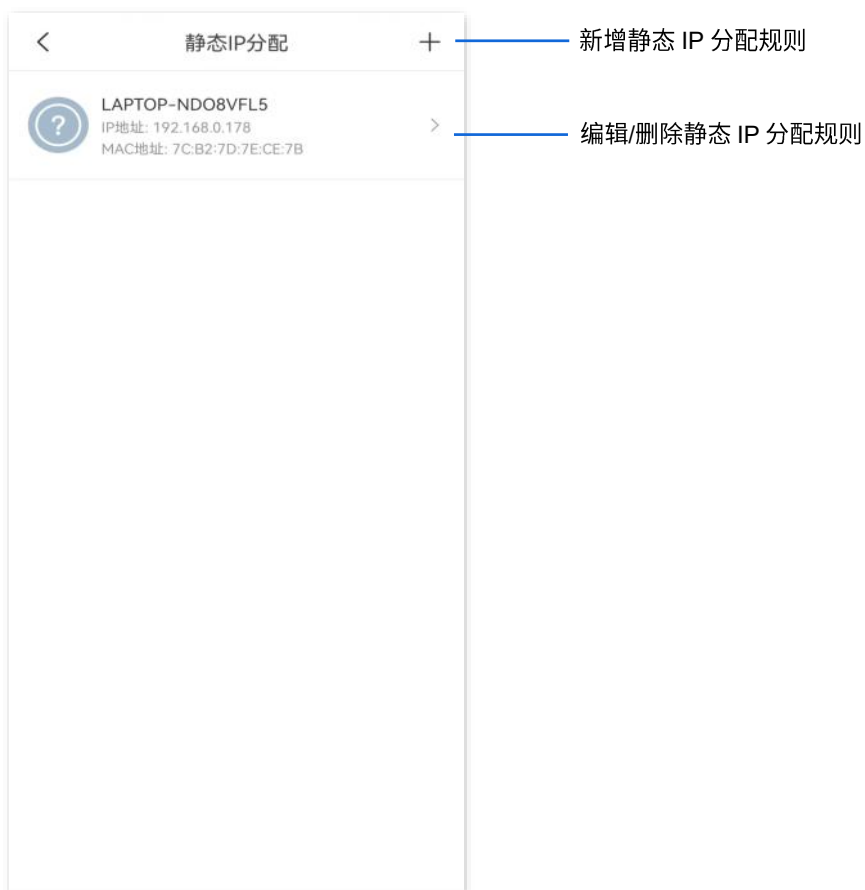 静态IP分配
新增静态 IP 分配规则
LAPTOP-NDO8VFL5
IP地址: 192.168.0.178
MAC地址: 7C:B2:7D:7E:CE:7B
编辑/删除静态 IP 分配规则